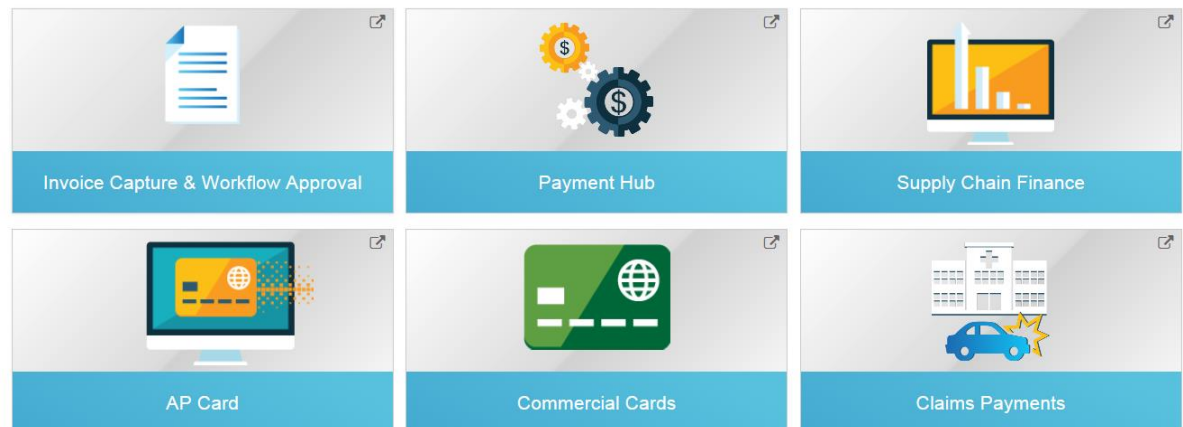 Invoice Capture & Workflow Approval
$
$
Payment Hub
Supply Chain Finance
AP Card
Commercial Cards
Claims Payments